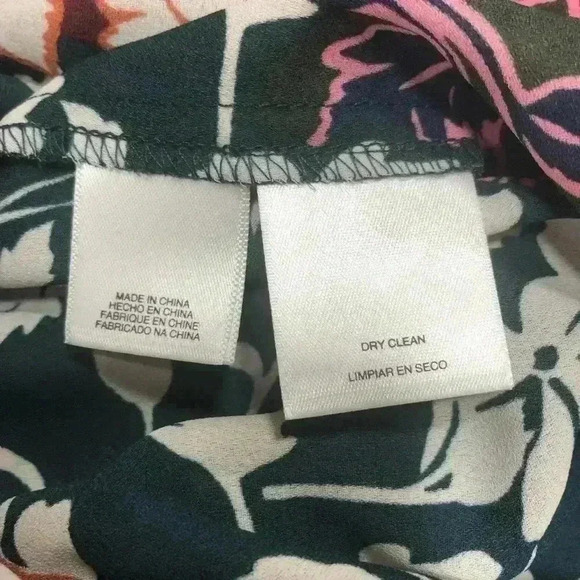 MADE IN CHINA
HECHO EN CHINA
FABRIQUE EN CHINE
FABRICADO NA CHINA
DRY CLEAN
LIMPIAR EN SECO